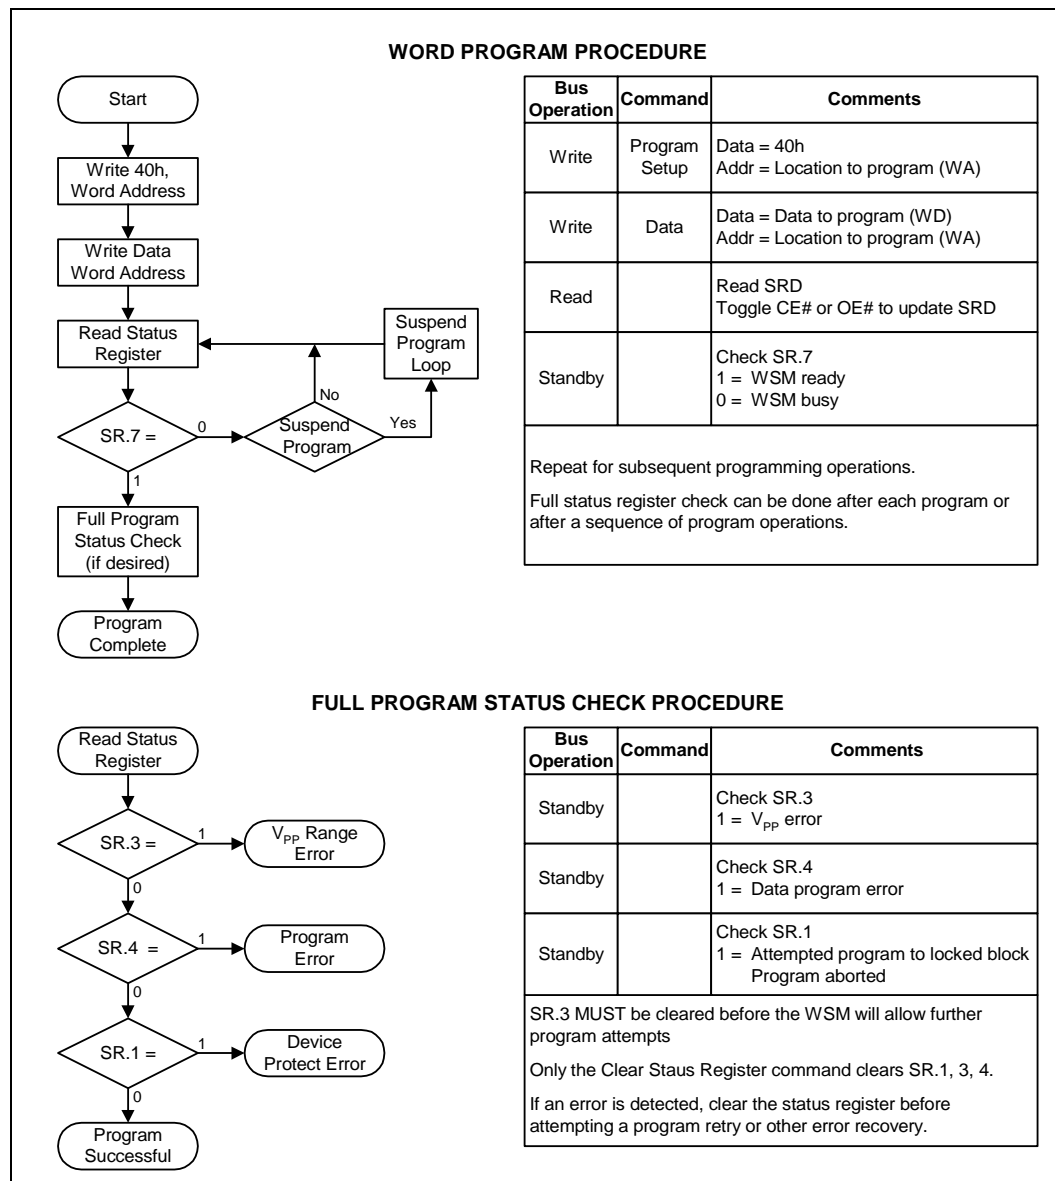 WORD PROGRAM PROCEDURE
Start
Write 40h,
Word Address
Write Data
Word Address
Read Status
Register
Suspend
Program
Loop
No
SR.7 =
0
Suspend
Program
Yes
1
Full Program
Status Check
(if desired)
Program
Complete
Bus
Operation
Command
Comments
Write
Program
Setup
Data = 40h
Addr = Location to program (WA)
Write
Data
Data = Data to program (WD)
Addr = Location to program (WA)
Read
Read SRD
Toggle CE# or OE# to update SRD
Standby
Check SR.7
1 = WSM ready
0 = WSM busy
Repeat for subsequent programming operations.
Full status register check can be done after each program or
after a sequence of program operations.
FULL PROGRAM STATUS CHECK PROCEDURE
Read Status
Register
SR.3 =
1
V_PP Range
Error
0
SR.4 =
1
Program
Error
0
SR.1 =
1
Device
Protect Error
0
Program
Successful
Bus
Operation
Command
Comments
Standby
Check SR.3
1 = V_PP error
Standby
Check SR.4
1 = Data program error
Standby
Check SR.1
1 = Attempted program to locked block
Program aborted
SR.3 MUST be cleared before the WSM will allow further
program attempts
Only the Clear Staus Register command clears SR.1, 3, 4.
If an error is detected, clear the status register before
attempting a program retry or other error recovery.